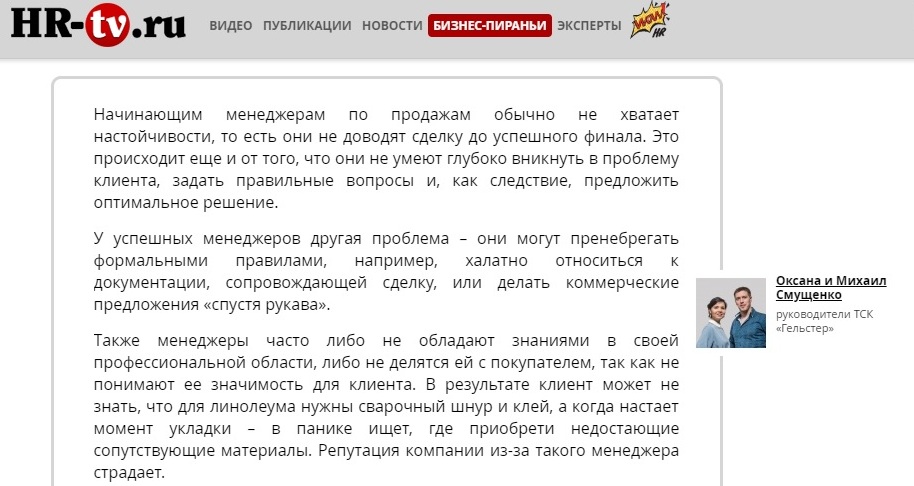 HR-tv.ru
ВИДЕО ПУБЛИКАЦИИ НОВОСТИ БИЗНЕС-ПИРАНЬИ ЭКСПЕРТЫ WOW! HR
Начинающим менеджерам по продажам обычно не хватает
настойчивости, то есть они не доводят сделку до успешного финала. Это
происходит еще и от того, что они не умеют глубоко вникнуть в проблему
клиента, задать правильные вопросы и, как следствие, предложить
оптимальное решение.
У успешных менеджеров другая проблема – они могут пренебрегать
формальными правилами, например, халатно относиться к
документации, сопровождающей сделку, или делать коммерческие
предложения «спустя рукава».
Также менеджеры часто либо не обладают знаниями в своей
профессиональной области, либо не делятся ей с покупателем, так как не
понимают ее значимость для клиента. В результате клиент может не
знать, что для линолеума нужны сварочный шнур и клей, а когда настает
момент укладки – в панике ищет, где приобрести недостающие
сопутствующие материалы. Репутация компании из-за такого менеджера
страдает.
Оксана и Михаил
Смущенко
руководители ТСК
«Гельстер»